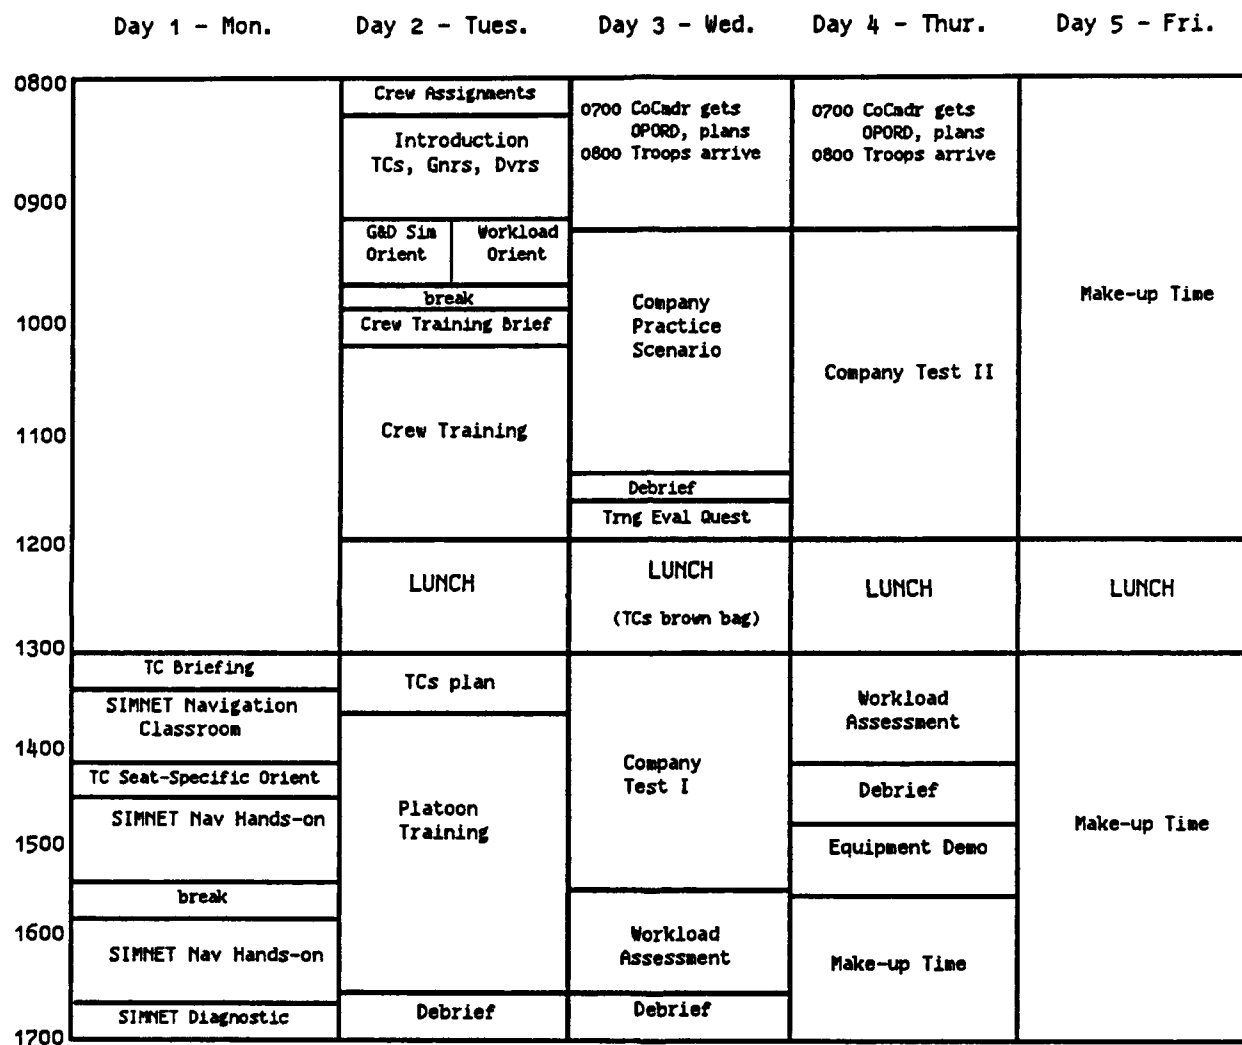 Day 1 - Mon.
Day 2 - Tues.
Day 3 - Wed.
Day 4 - Thur.
Day 5 - Fri.
0800
0900
1000
1100
1200
1300
1400
1500
1600
1700
TC Briefing
SIMNET Navigation
Classroom
TC Seat-Specific Orient
SIMNET Nav Hands-on
break
SIMNET Nav Hands-on
SIMNET Diagnostic
Crew Assignments
Introduction
TCs, Gnrs, Dvrs
G&D Sim
Orient
Workload
Orient
break
Crew Training Brief
Crew Training
LUNCH
TCs plan
Platoon
Training
Debrief
0700 CoCmdr gets
OPORD, plans
0800 Troops arrive
Company
Practice
Scenario
Debrief
Trng Eval Quest
LUNCH
(TCs brown bag)
Company
Test I
Workload
Assessment
Debrief
0700 CoCmdr gets
OPORD, plans
0800 Troops arrive
Company Test II
LUNCH
Workload
Assessment
Debrief
Equipment Demo
Make-up Time
Make-up Time
LUNCH
Make-up Time